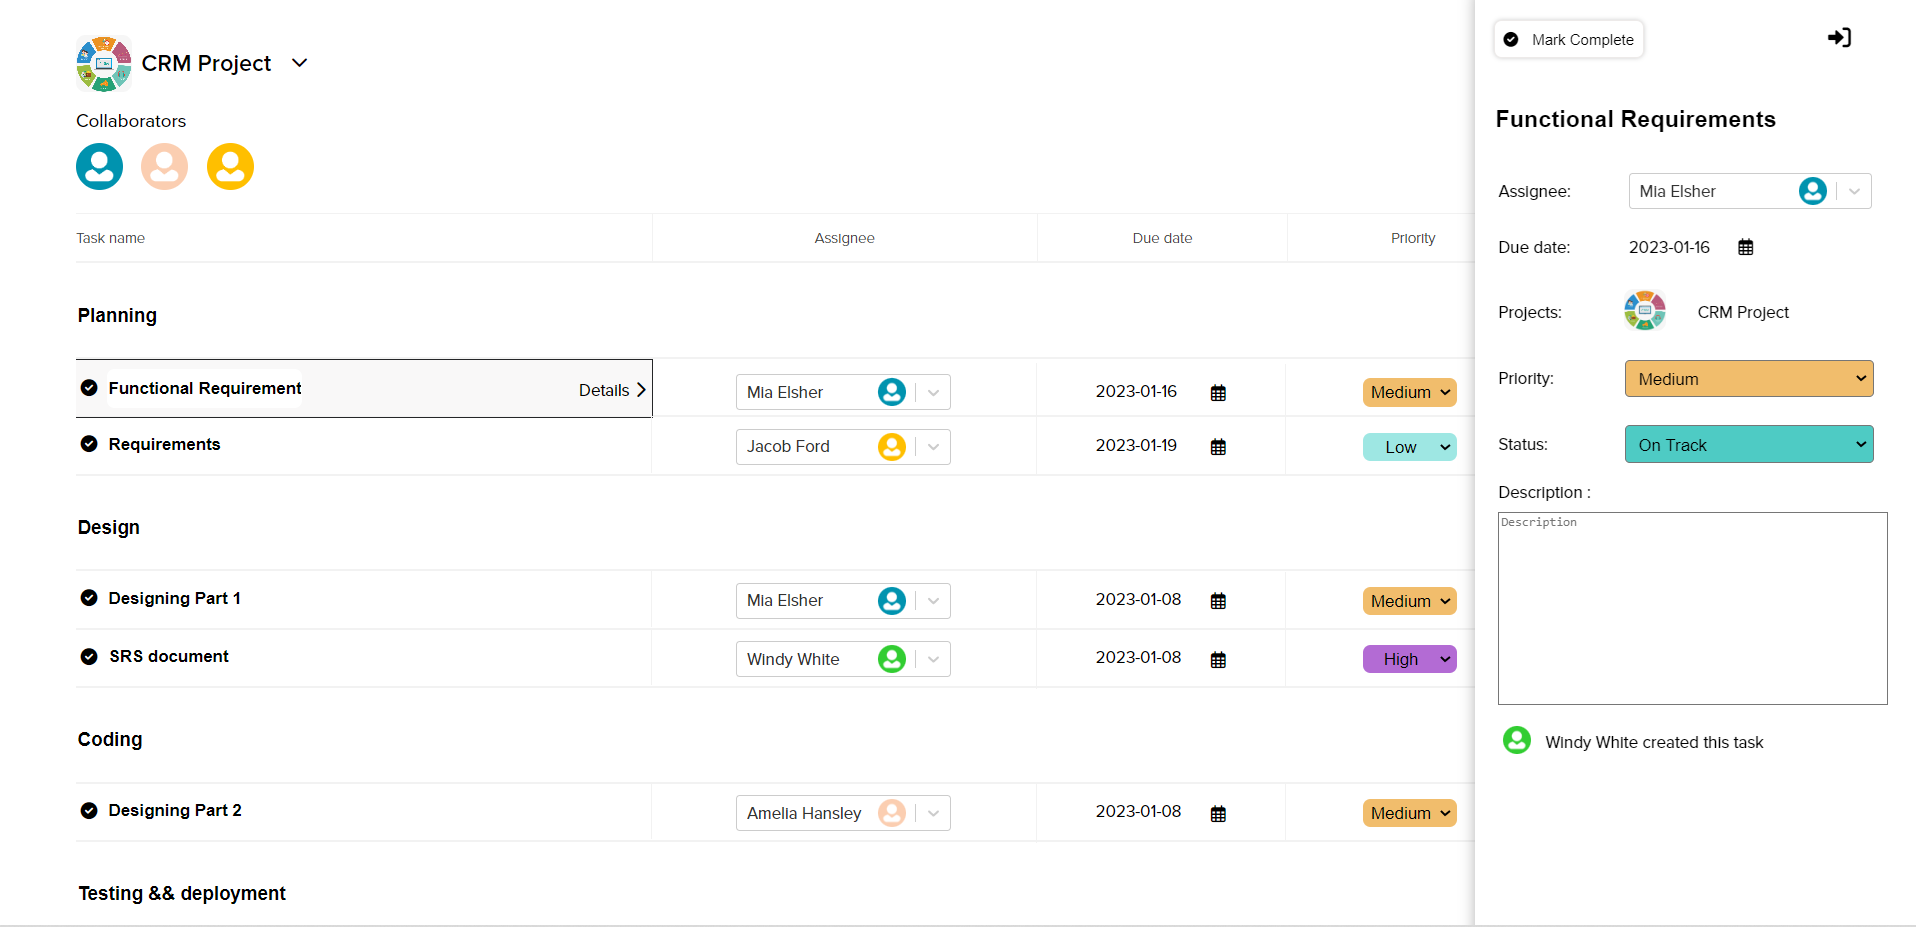 CRM Project
Collaborators
Task name Assignee Due date Priority
Planning
Functional Requirement Details Mia Elsher 2023-01-16 Medium
Requirements Jacob Ford 2023-01-19 Low
Design
Designing Part 1 Mia Elsher 2023-01-08 Medium
SRS document Windy White 2023-01-08 High
Coding
Designing Part 2 Amelia Hansley 2023-01-08 Medium
Testing && deployment
Mark Complete
Functional Requirements
Assignee: Mia Elsher
Due date: 2023-01-16
Projects: CRM Project
Priority: Medium
Status: On Track
Description :
Description
Windy White created this task